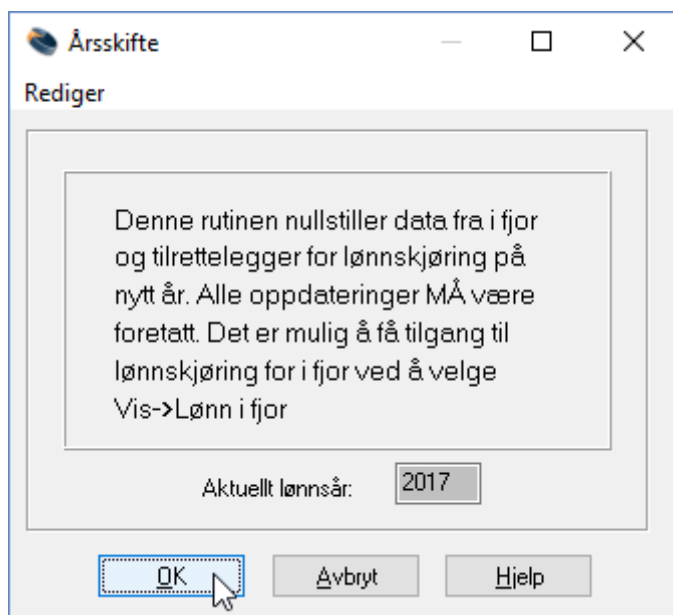 Årsskifte
Rediger
Denne rutinen nullstiller data fra i fjor
og tilrettelegger for lønnskjøring på
nytt år. Alle oppdateringer MÅ være
foretatt. Det er mulig å få tilgang til
lønnskjøring for i fjor ved å velge
Vis->Lønn i fjor
Aktuellt lønnsår: 2017
OK Avbryt Hjelp